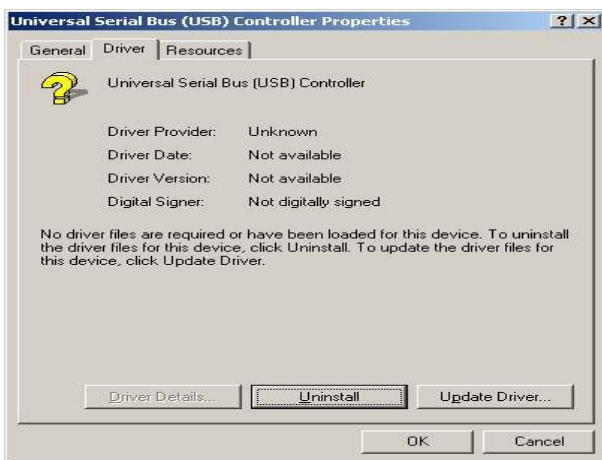 Universal Serial Bus (USB) Controller Properties
General Driver Resources
Universal Serial Bus (USB) Controller
Driver Provider: Unknown
Driver Date: Not available
Driver Version: Not available
Digital Signer: Not digitally signed
No driver files are required or have been loaded for this device. To uninstall
the driver files for this device, click Uninstall. To update the driver files for
this device, click Update Driver.
Driver Details... Uninstall Update Driver...
OK Cancel